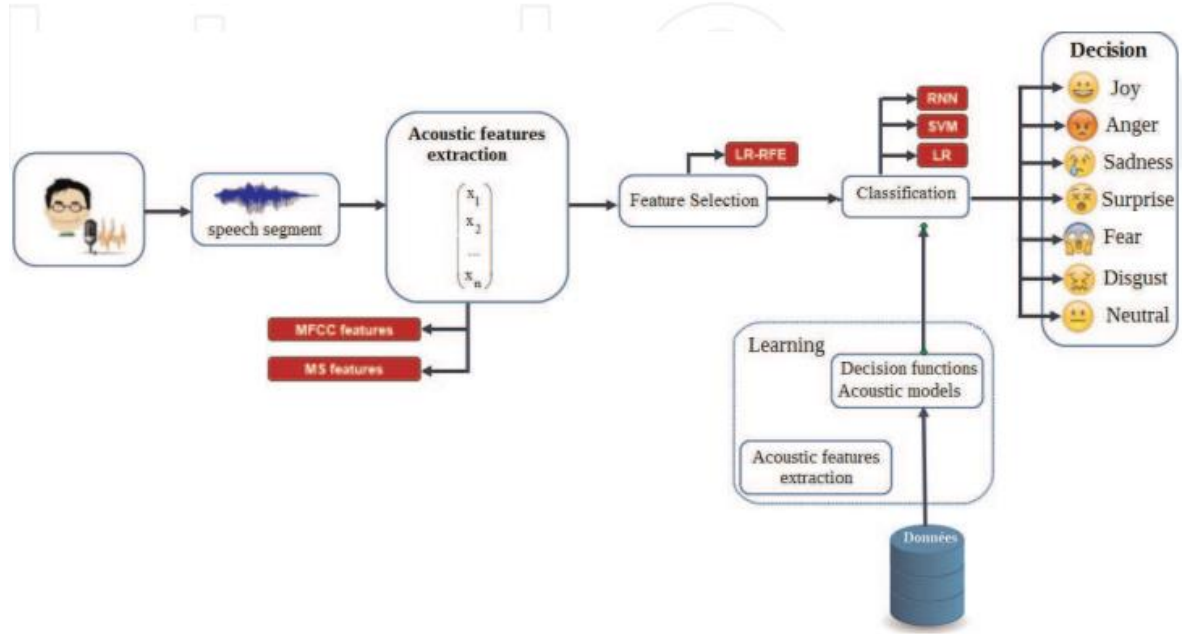 speech segment
Acoustic features
extraction
x1
x2
...
xn
MFCC features
MS features
Feature Selection
LR-RFE
Classification
RNN
SVM
LR
Decision
Joy
Anger
Sadness
Surprise
Fear
Disgust
Neutral
Learning
Decision functions
Acoustic models
Acoustic features
extraction
Données